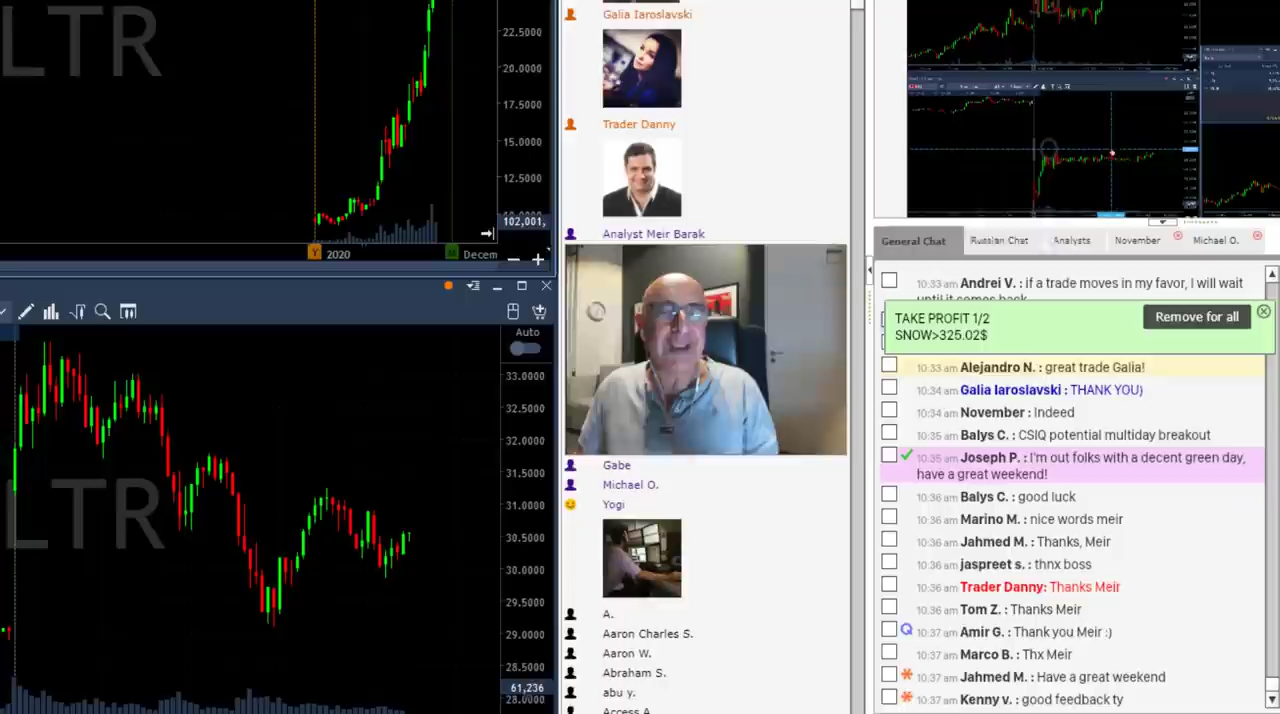 LTR
22.5000
20.0000
17.5000
15.0000
12.5000
102,001,
Y
2020
Decem
Auto
33.0000
32.5000
32.0000
31.5000
31.0000
30.5000
30.0000
29.5000
29.0000
28.5000
61,236
28.0000
LTR
Galia Iaroslavski
Trader Danny
Analyst Meir Barak
Gabe
Michael O.
Yogi
A.
Aaron Charles S.
Aaron W.
Abraham S.
abu y.
Access A.
General Chat
Russian Chat
Analysts
November
Michael O.
10:33 am Andrei V. : if a trade moves in my favor, I will wait
until it comes back
TAKE PROFIT 1/2
SNOW>325.02$
Remove for all
10:33 am Alejandro N. : great trade Galia!
10:34 am Galia Iaroslavski : THANK YOU)
10:34 am November : Indeed
10:35 am Balys C. : CSIQ potential multiday breakout
10:35 am Joseph P. : I'm out folks with a decent green day,
have a great weekend!
10:36 am Balys C. : good luck
10:36 am Marino M. : nice words meir
10:36 am Jahmed M. : Thanks, Meir
10:36 am jaspreet s. : thnx boss
10:36 am Trader Danny: Thanks Meir
10:36 am Tom Z. : Thanks Meir
10:37 am Amir G. : Thank you Meir :)
10:37 am Marco B. : Thx Meir
10:37 am Jahmed M. : Have a great weekend
10:37 am Kenny v. : good feedback ty